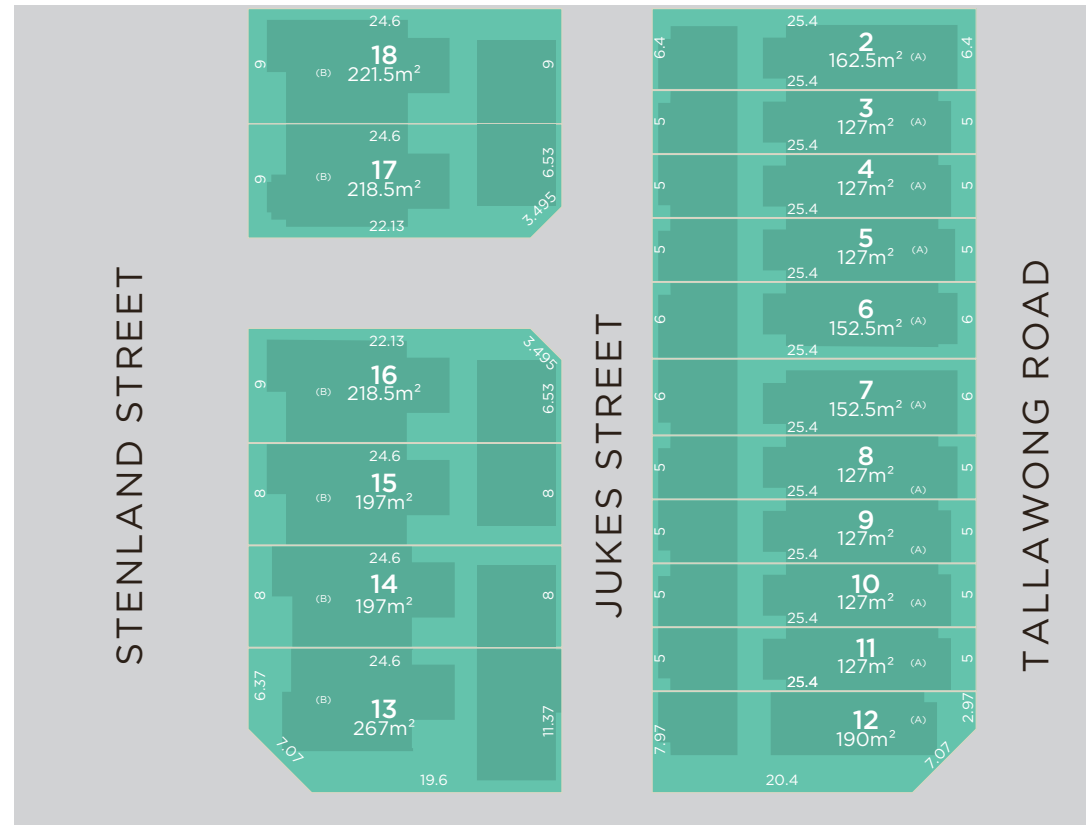 STENLAND STREET
24.6
9
(B)
18
221.5m²
9
24.6
9
(B)
17
218.5m²
6.53
3.495
22.13
22.13
3.495
9
(B)
16
218.5m²
6.53
24.6
8
(B)
15
197m²
8
24.6
8
(B)
14
197m²
8
24.6
6.37
(B)
13
267m²
11.37
7.07
19.6
JUKES STREET
25.4
6.4
2
162.5m² (A)
6.4
25.4
5
3
127m² (A)
5
25.4
5
4
127m² (A)
5
25.4
5
5
127m² (A)
5
25.4
6
6
152.5m² (A)
6
25.4
6
7
152.5m² (A)
6
25.4
5
8
127m² (A)
5
25.4
5
9
127m² (A)
5
25.4
5
10
127m² (A)
5
25.4
5
11
127m² (A)
5
25.4
7.97
12
190m² (A)
2.97
7.07
20.4
TALLAWONG ROAD